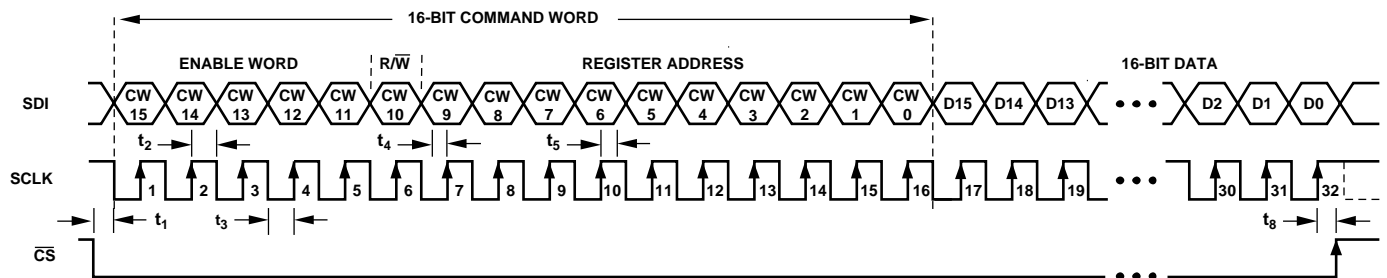 16-BIT COMMAND WORD
ENABLE WORD R/W̅ REGISTER ADDRESS 16-BIT DATA
SDI CW 15 CW 14 CW 13 CW 12 CW 11 CW 10 CW 9 CW 8 CW 7 CW 6 CW 5 CW 4 CW 3 CW 2 CW 1 CW 0 D15 D14 D13 D2 D1 D0
t2 t4 t5
SCLK 1 2 3 4 5 6 7 8 9 10 11 12 13 14 15 16 17 18 19 30 31 32
t1 t3 t8
C̅S̅